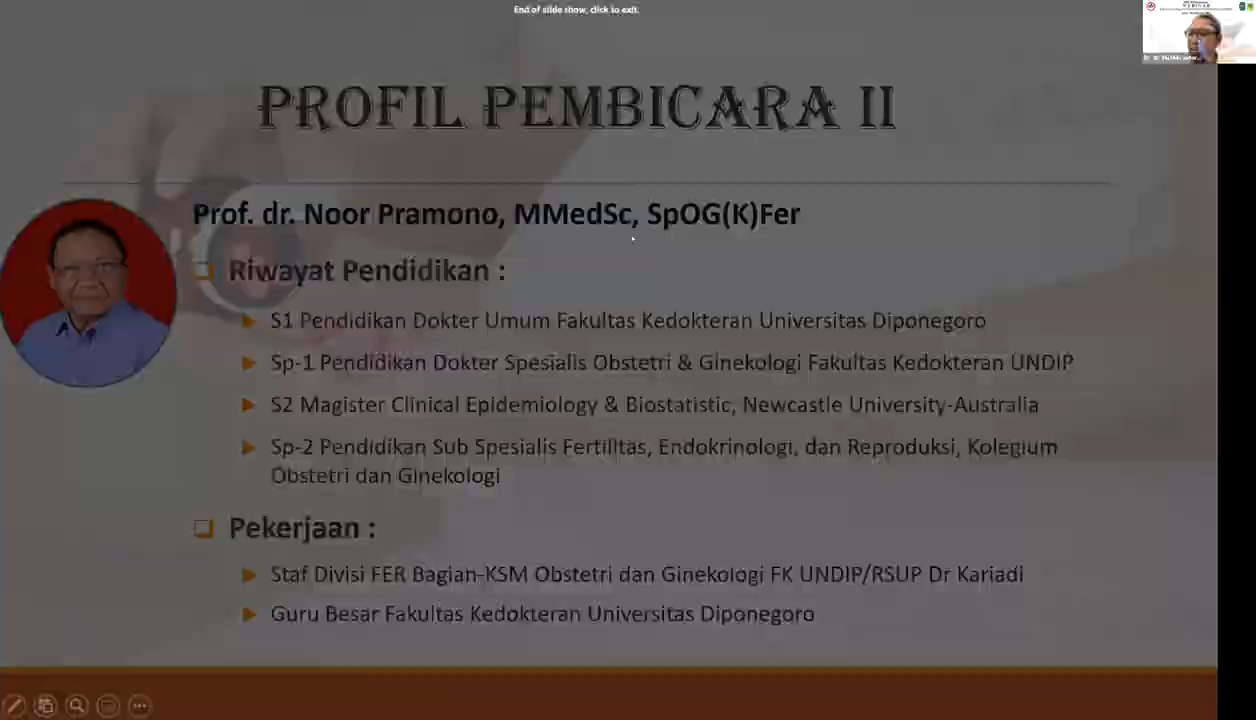 End of slide show, click to exit.
PROFIL PEMBICARA II
Prof. dr. Noor Pramono, MMedSc, SpOG(K)Fer
Riwayat Pendidikan :
S1 Pendidikan Dokter Umum Fakultas Kedokteran Universitas Diponegoro
Sp-1 Pendidikan Dokter Spesialis Obstetri & Ginekologi Fakultas Kedokteran UNDIP
S2 Magister Clinical Epidemiology & Biostatistic, Newcastle University-Australia
Sp-2 Pendidikan Sub Spesialis Fertilitas, Endokrinologi, dan Reproduksi, Kolegium
Obstetri dan Ginekologi
Pekerjaan :
Staf Divisi FER Bagian-KSM Obstetri dan Ginekologi FK UNDIP/RSUP Dr Kariadi
Guru Besar Fakultas Kedokteran Universitas Diponegoro